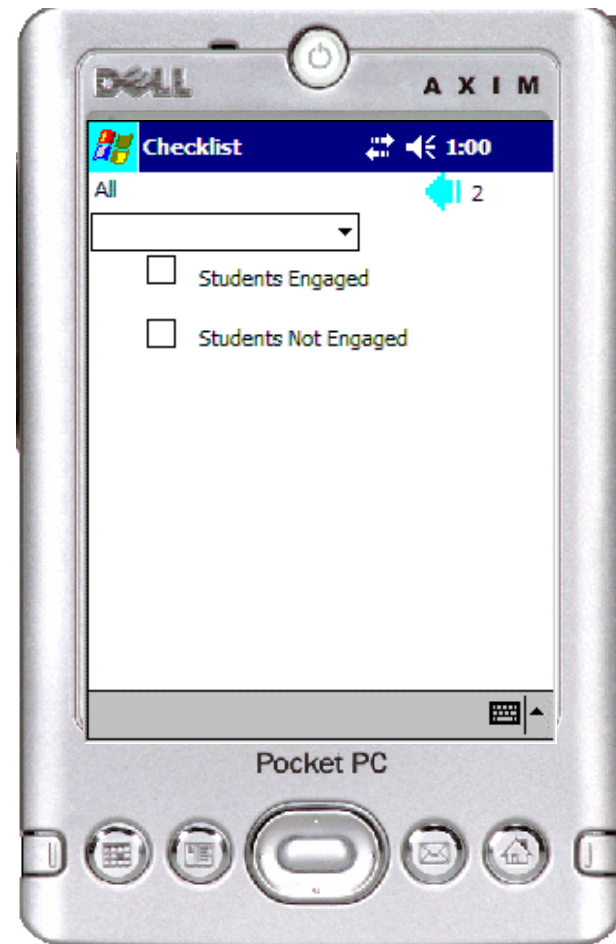 DELL
AXIM
Checklist 1:00
All 2
Students Engaged
Students Not Engaged
Pocket PC